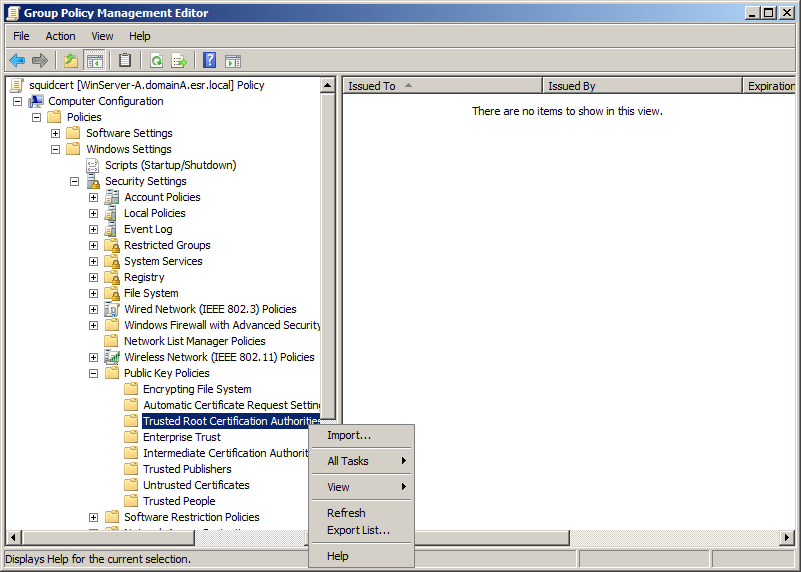 Group Policy Management Editor
File Action View Help
squidcert [WinServer-A.domainA.esr.local] Policy
Computer Configuration
Policies
Software Settings
Windows Settings
Scripts (Startup/Shutdown)
Security Settings
Account Policies
Local Policies
Event Log
Restricted Groups
System Services
Registry
File System
Wired Network (IEEE 802.3) Policies
Windows Firewall with Advanced Security
Network List Manager Policies
Wireless Network (IEEE 802.11) Policies
Public Key Policies
Encrypting File System
Automatic Certificate Request Setting
Trusted Root Certification Authorities
Enterprise Trust
Intermediate Certification Authorit
Trusted Publishers
Untrusted Certificates
Trusted People
Software Restriction Policies
Issued To Issued By Expiration
There are no items to show in this view.
Import...
All Tasks
View
Refresh
Export List...
Help
Displays Help for the current selection.